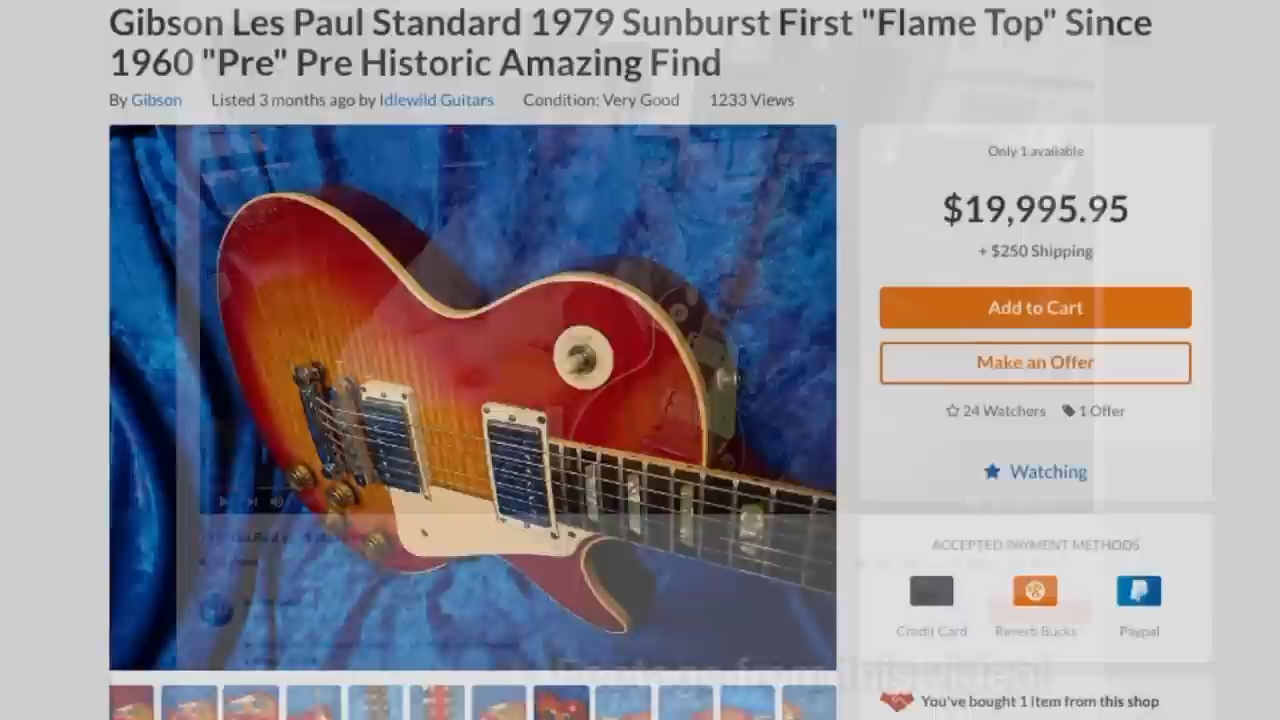 Gibson Les Paul Standard 1979 Sunburst First "Flame Top" Since
1960 "Pre" Pre Historic Amazing Find
By Gibson Listed 3 months ago by Idlewild Guitars Condition: Very Good 1233 Views
Only 1 available
$19,995.95
+ $250 Shipping
Add to Cart
Make an Offer
24 Watchers 1 Offer
Watching
ACCEPTED PAYMENT METHODS
Credit Card Reverb Bucks Paypal
You've bought 1 item from this shop